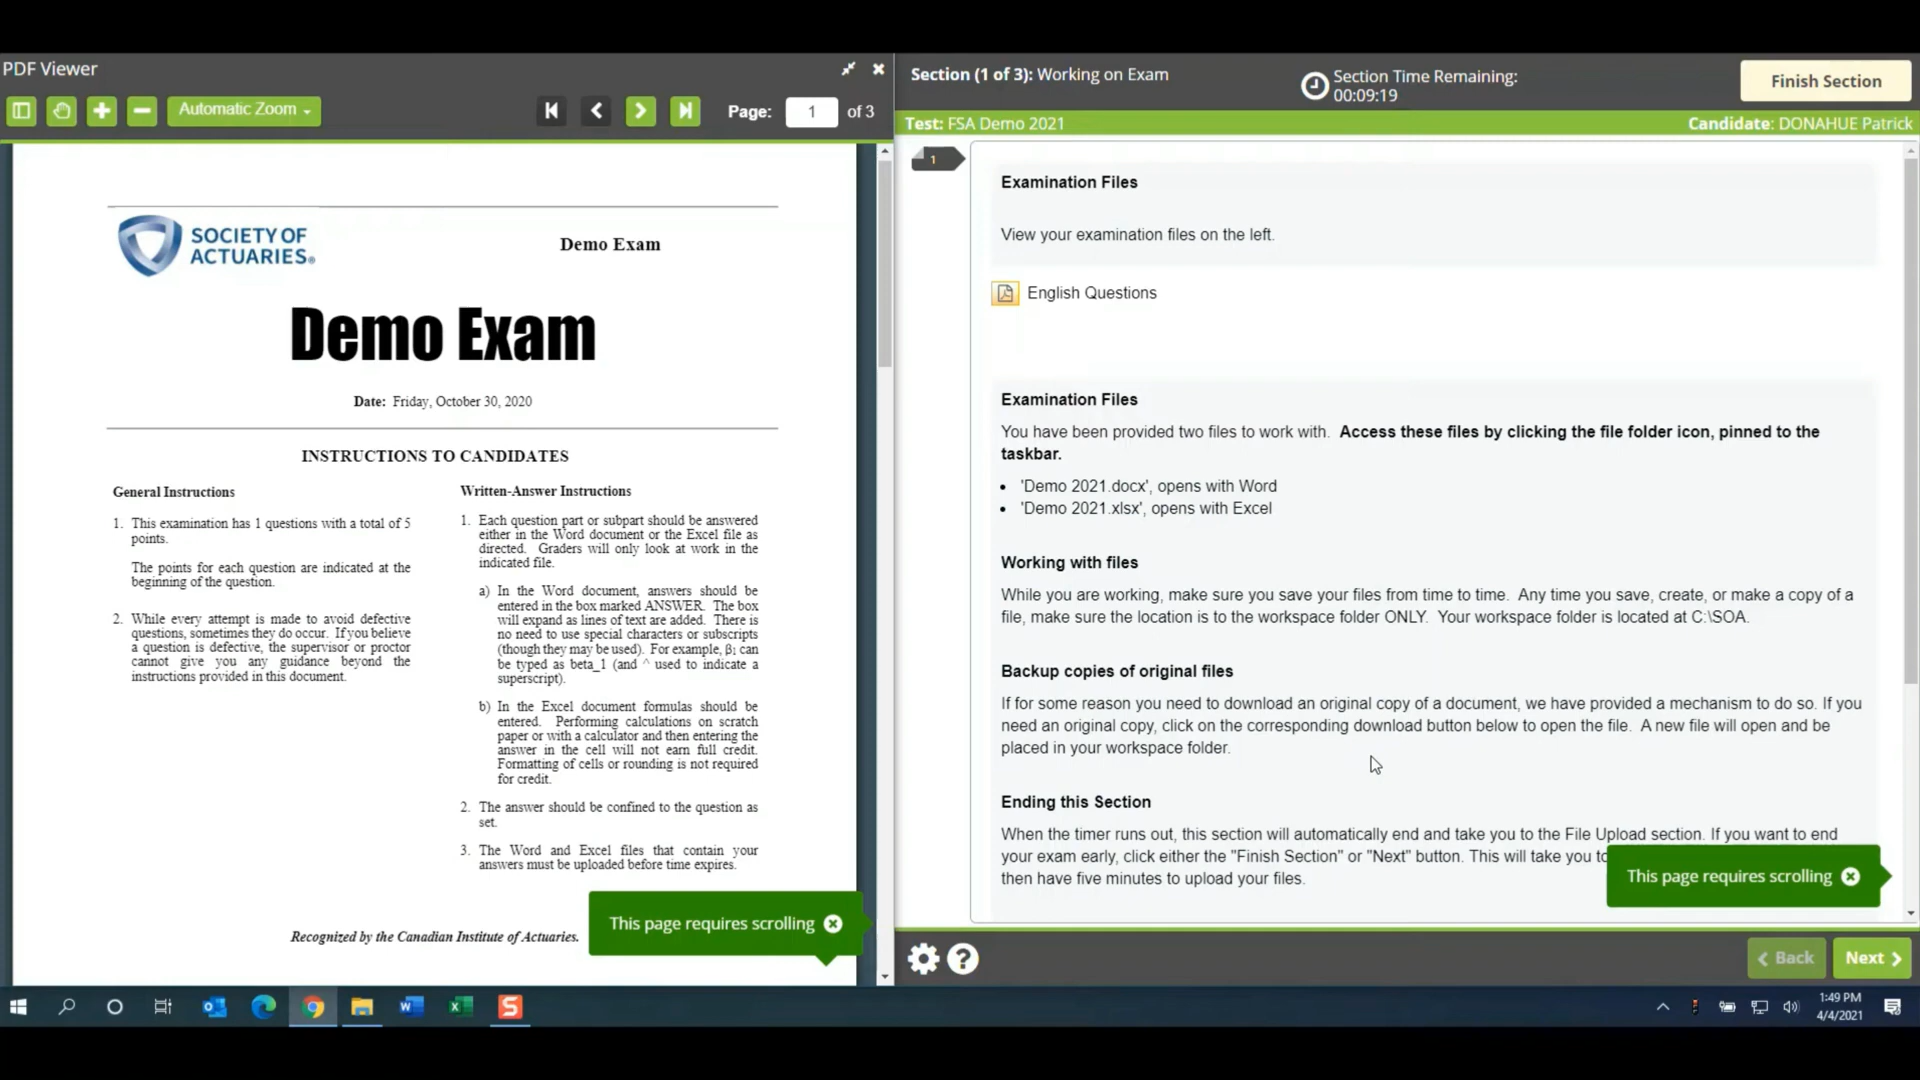 PDF Viewer
Automatic Zoom
Page: 1 of 3
SOCIETY OF
ACTUARIES®
Demo Exam
Demo Exam
Date: Friday, October 30, 2020
INSTRUCTIONS TO CANDIDATES
General Instructions
1. This examination has 1 questions with a total of 5
points.
The points for each question are indicated at the
beginning of the question.
2. While every attempt is made to avoid defective
questions, sometimes they do occur. If you believe
a question is defective, the supervisor or proctor
cannot give you any guidance beyond the
instructions provided in this document.
Written-Answer Instructions
1. Each question part or subpart should be answered
either in the Word document or the Excel file as
directed. Graders will only look at work in the
indicated file.
a) In the Word document, answers should be
entered in the box marked ANSWER. The box
will expand as lines of text are added. There is
no need to use special characters or subscripts
(though they may be used). For example, β₁ can
be typed as beta_1 (and ^ used to indicate a
superscript).
b) In the Excel document formulas should be
entered. Performing calculations on scratch
paper or with a calculator and then entering the
answer in the cell will not earn full credit.
Formatting of cells or rounding is not required
for credit.
2. The answer should be confined to the question as
set.
3. The Word and Excel files that contain your
answers must be uploaded before time expires.
Recognized by the Canadian Institute of Actuaries.
This page requires scrolling
Section (1 of 3): Working on Exam
Section Time Remaining:
00:09:19
Finish Section
Test: FSA Demo 2021
Candidate: DONAHUE Patrick
1
Examination Files
View your examination files on the left.
English Questions
Examination Files
You have been provided two files to work with. Access these files by clicking the file folder icon, pinned to the
taskbar.
• 'Demo 2021.docx', opens with Word
• 'Demo 2021.xlsx', opens with Excel
Working with files
While you are working, make sure you save your files from time to time. Any time you save, create, or make a copy of a
file, make sure the location is to the workspace folder ONLY. Your workspace folder is located at C:\SOA.
Backup copies of original files
If for some reason you need to download an original copy of a document, we have provided a mechanism to do so. If you
need an original copy, click on the corresponding download button below to open the file. A new file will open and be
placed in your workspace folder.
Ending this Section
When the timer runs out, this section will automatically end and take you to the File Upload section. If you want to end
your exam early, click either the "Finish Section" or "Next" button. This will take you to
then have five minutes to upload your files.
This page requires scrolling
Back
Next
1:49 PM
4/4/2021